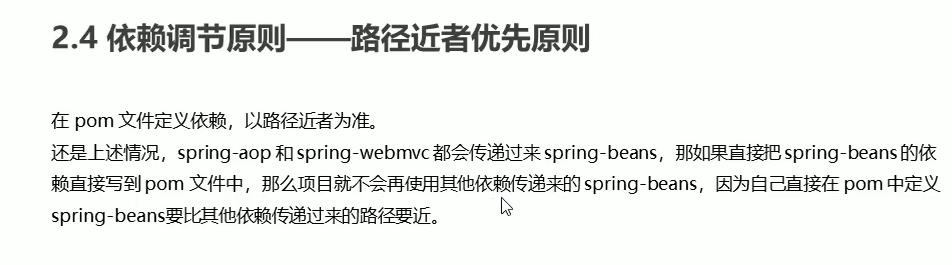 2.4 依赖调节原则——路径近者优先原则
在 pom 文件定义依赖，以路径近者为准。
还是上述情况，spring-aop 和 spring-webmvc 都会传递过来 spring-beans，那如果直接把 spring-beans 的依
赖直接写到 pom 文件中，那么项目就不会再使用其他依赖传递来的 spring-beans，因为自己直接在 pom 中定义
spring-beans要比其他依赖传递过来的路径要近。